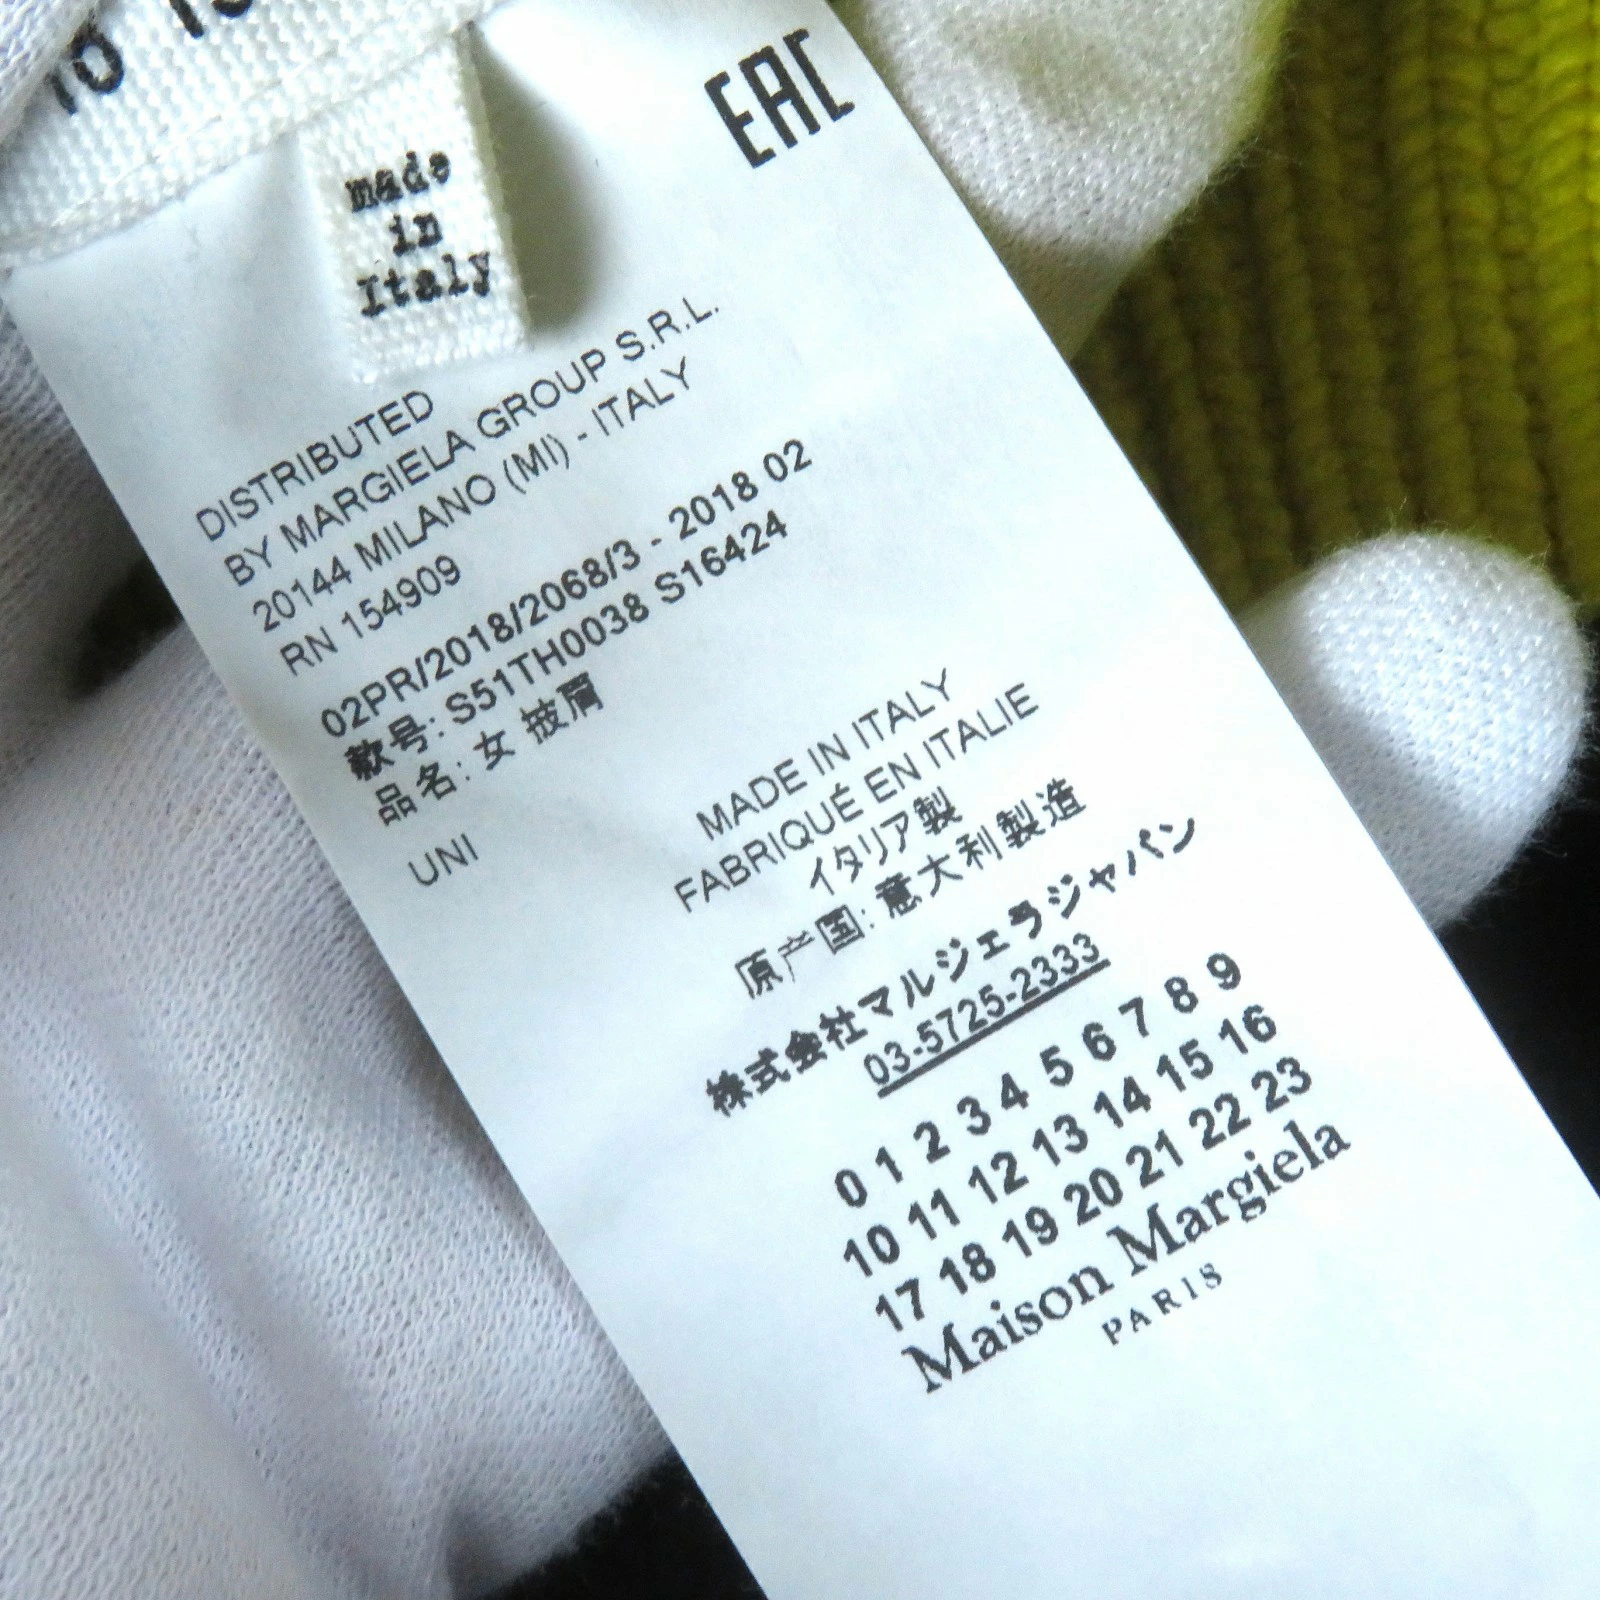 EAC
made
in
Italy
DISTRIBUTED
BY MARGIELA GROUP S.R.L.
20144 MILANO (MI) - ITALY
RN 154909
02PR/2018/2068/3 - 2018 02
款号: S51TH0038 S16424
品名: 女 披肩
UNI
MADE IN ITALY
FABRIQUÉ EN ITALIE
イタリア製
原产国: 意大利製造
株式会社マルジェラジャパン
03-5725-2333
0 1 2 3 4 5 6 7 8 9
10 11 12 13 14 15 16
17 18 19 20 21 22 23
Maison Margiela
PARIS